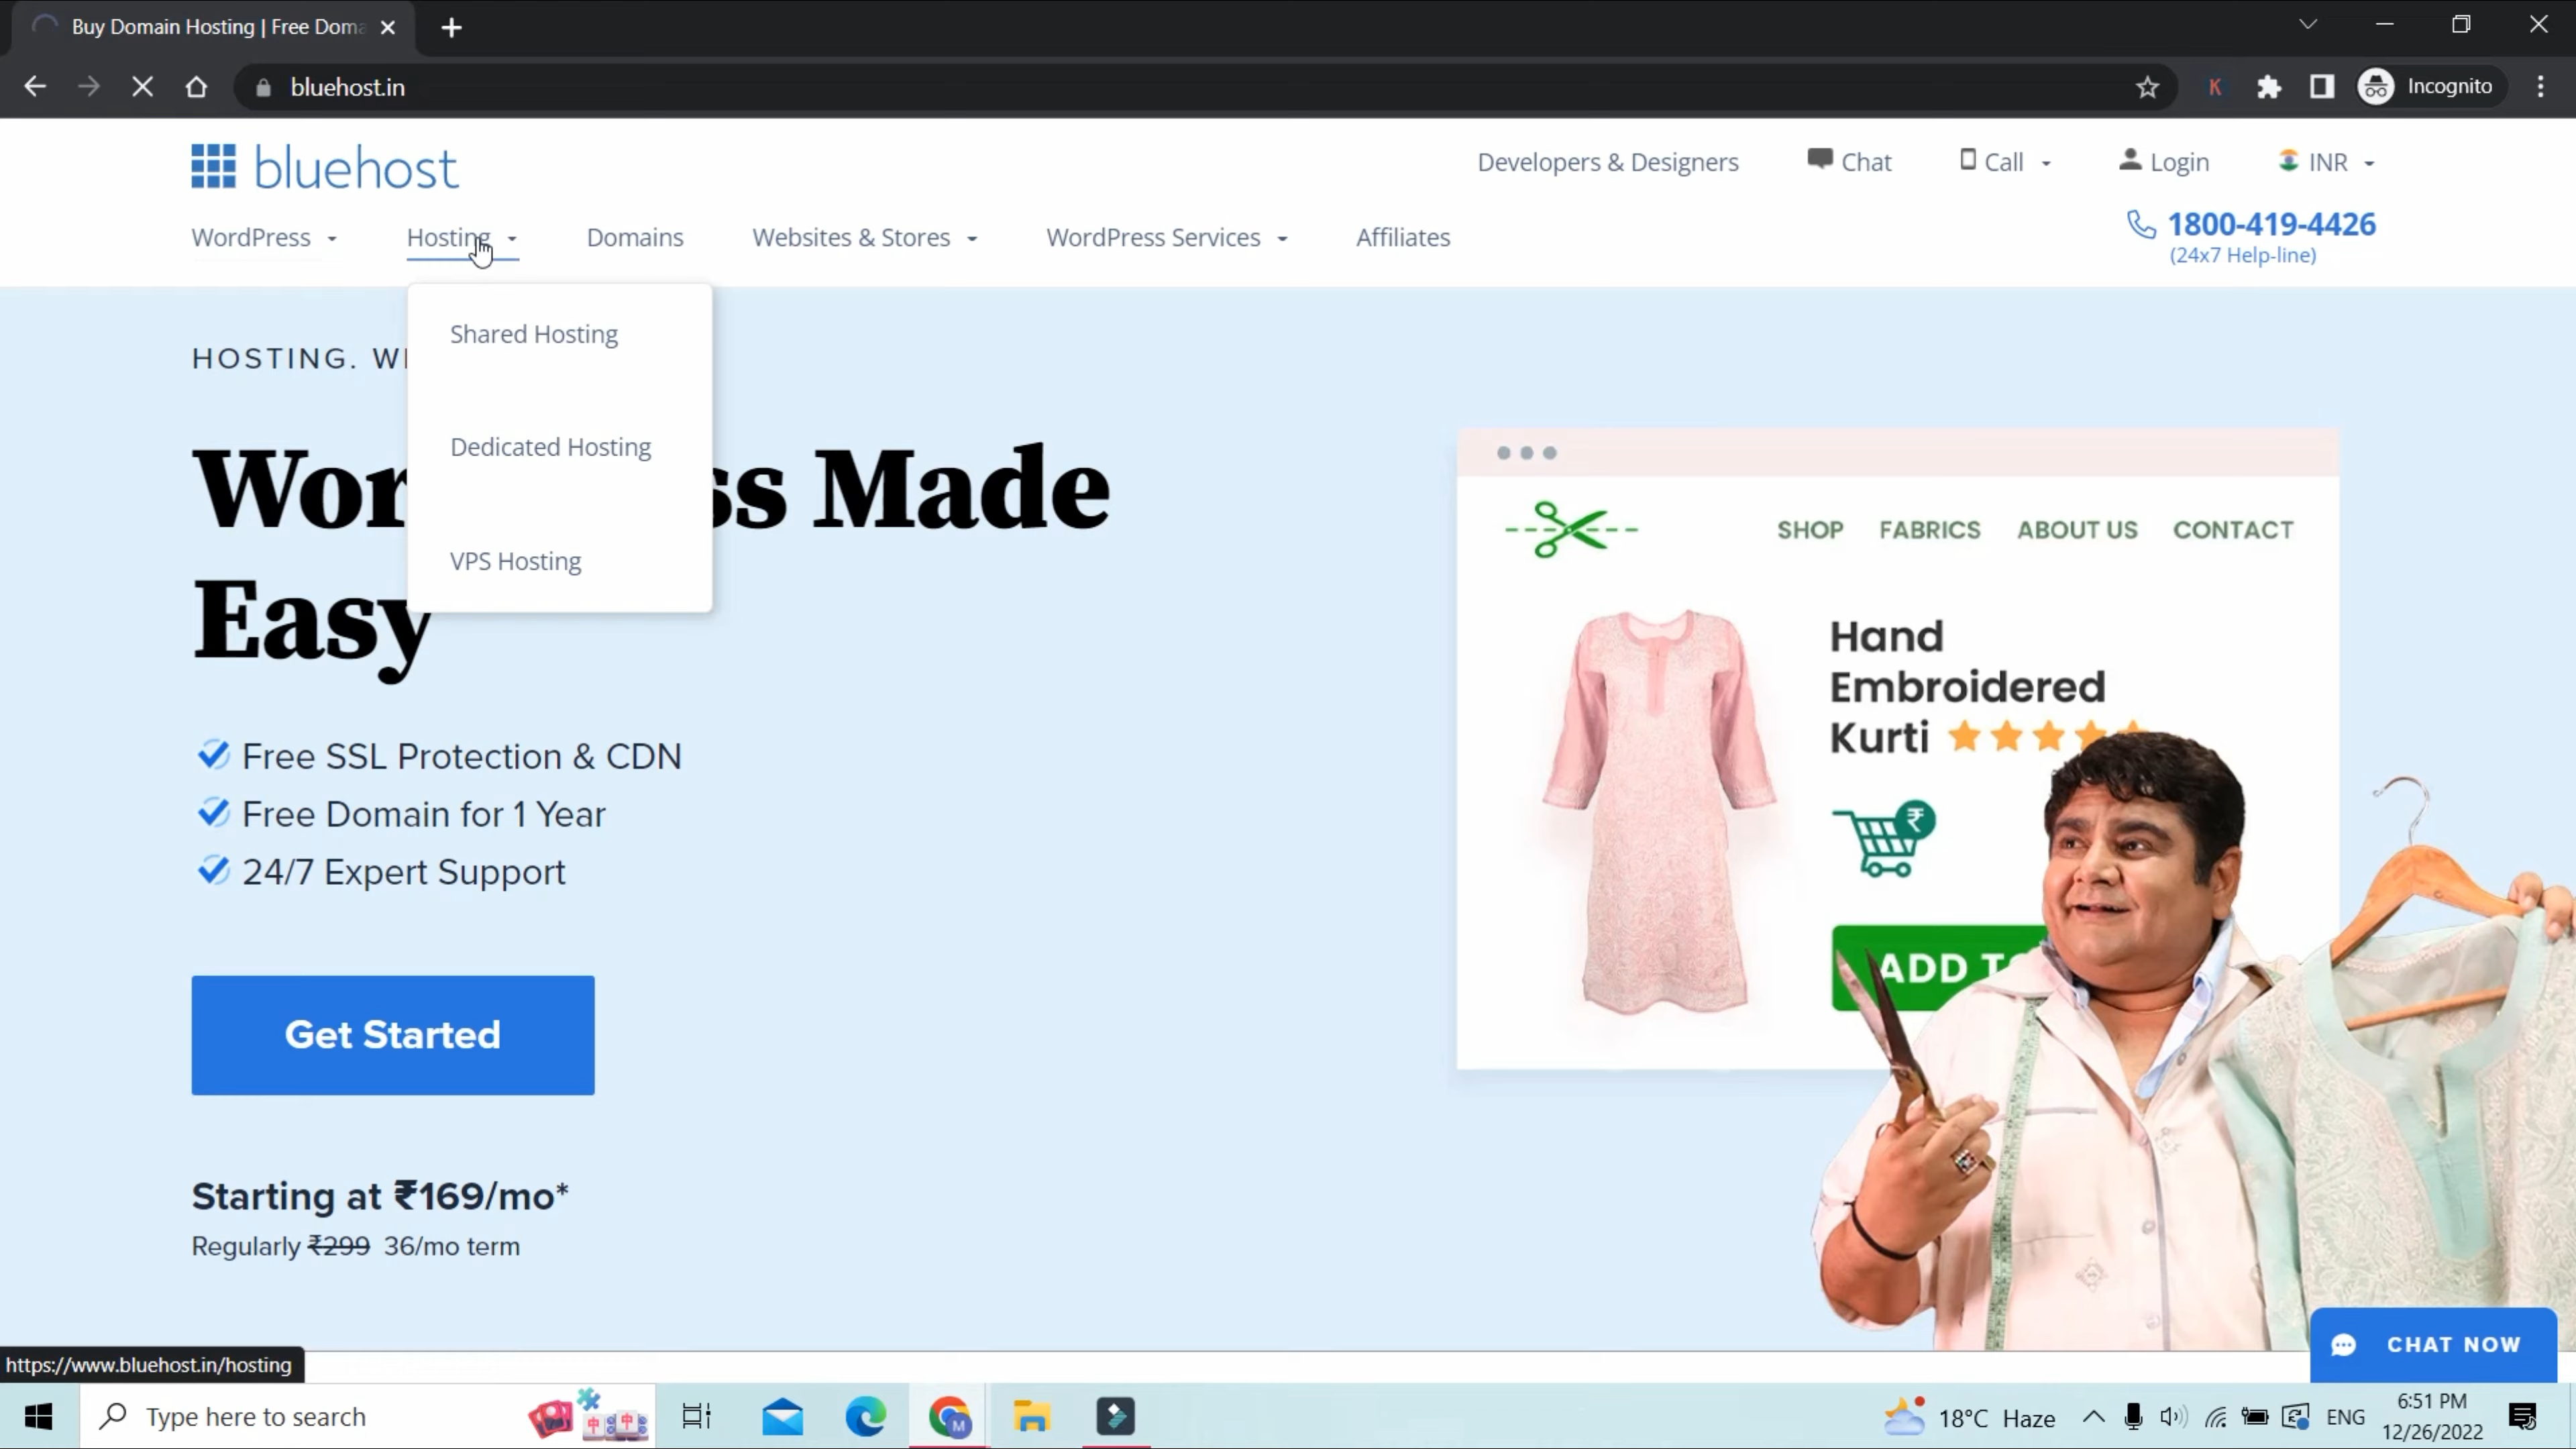 Buy Domain Hosting | Free Doma
bluehost.in
K
Incognito
bluehost
Developers & Designers
Chat
Call
Login
INR
WordPress
Hosting
Domains
Websites & Stores
WordPress Services
Affiliates
1800-419-4426
(24x7 Help-line)
Shared Hosting
Dedicated Hosting
VPS Hosting
HOSTING.
Wor ss Made
Easy
Free SSL Protection & CDN
Free Domain for 1 Year
24/7 Expert Support
Get Started
Starting at ₹169/mo*
Regularly ₹299 36/mo term
SHOP FABRICS ABOUT US CONTACT
Hand
Embroidered
Kurti
₹
ADD TO
CHAT NOW
https://www.bluehost.in/hosting
Type here to search
中 中
M
18°C Haze
ENG
6:51 PM
12/26/2022